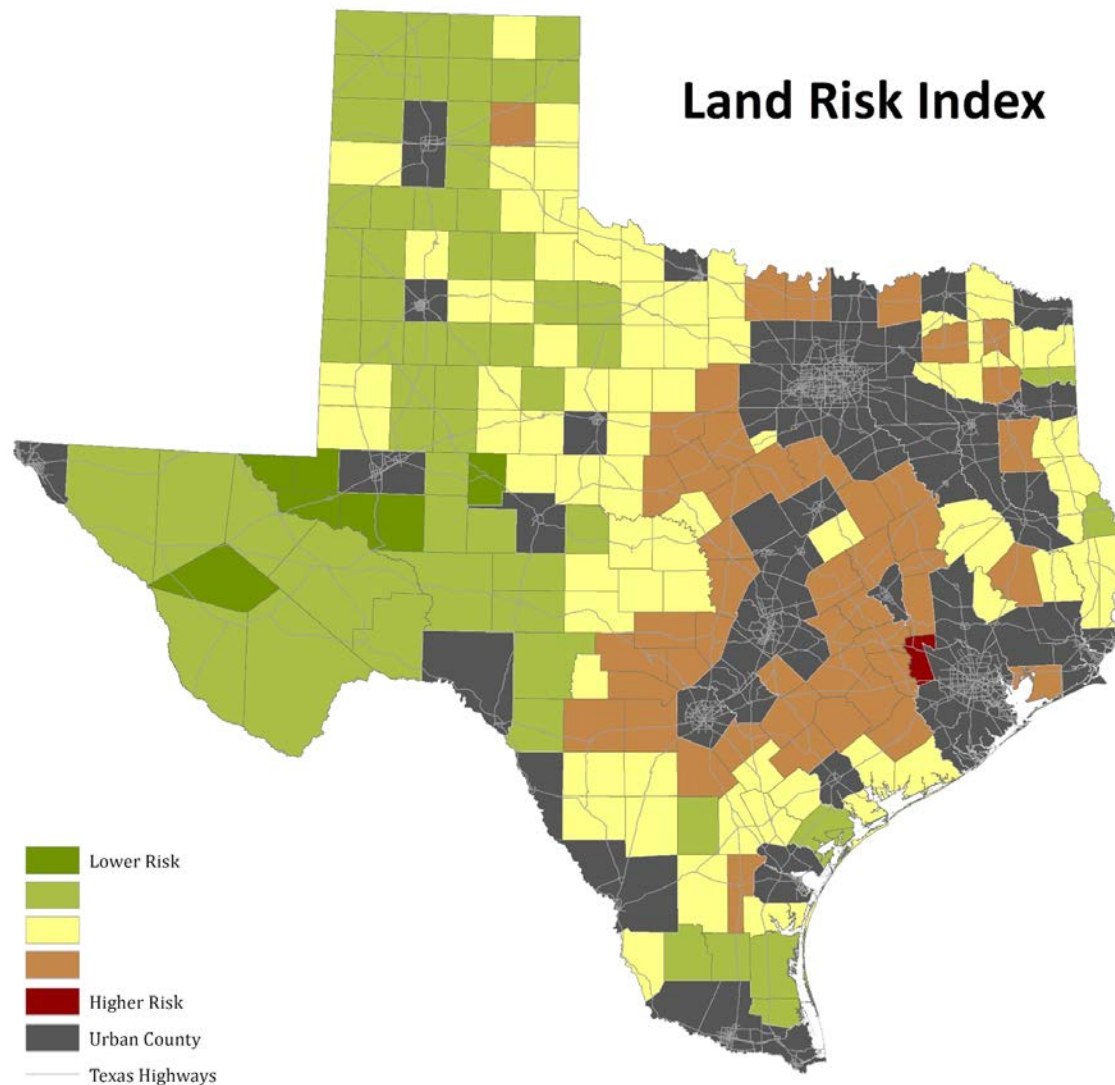 Land Risk Index
Lower Risk
Higher Risk
Urban County
Texas Highways